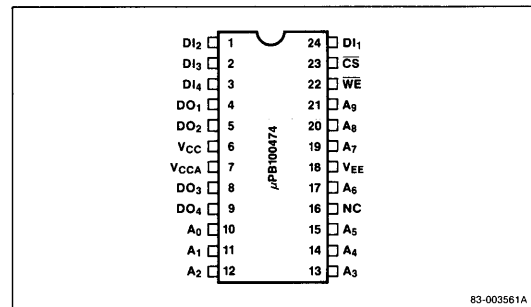 DI₂ 1 24 DI₁
DI₃ 2 23 C̅S̅
DI₄ 3 22 W̅E̅
DO₁ 4 21 A₉
DO₂ 5 20 A₈
VCC 6 19 A₇
VCCA 7 18 VEE
DO₃ 8 17 A₆
DO₄ 9 16 NC
A₀ 10 15 A₅
A₁ 11 14 A₄
A₂ 12 13 A₃
μPB100474
83-003561A